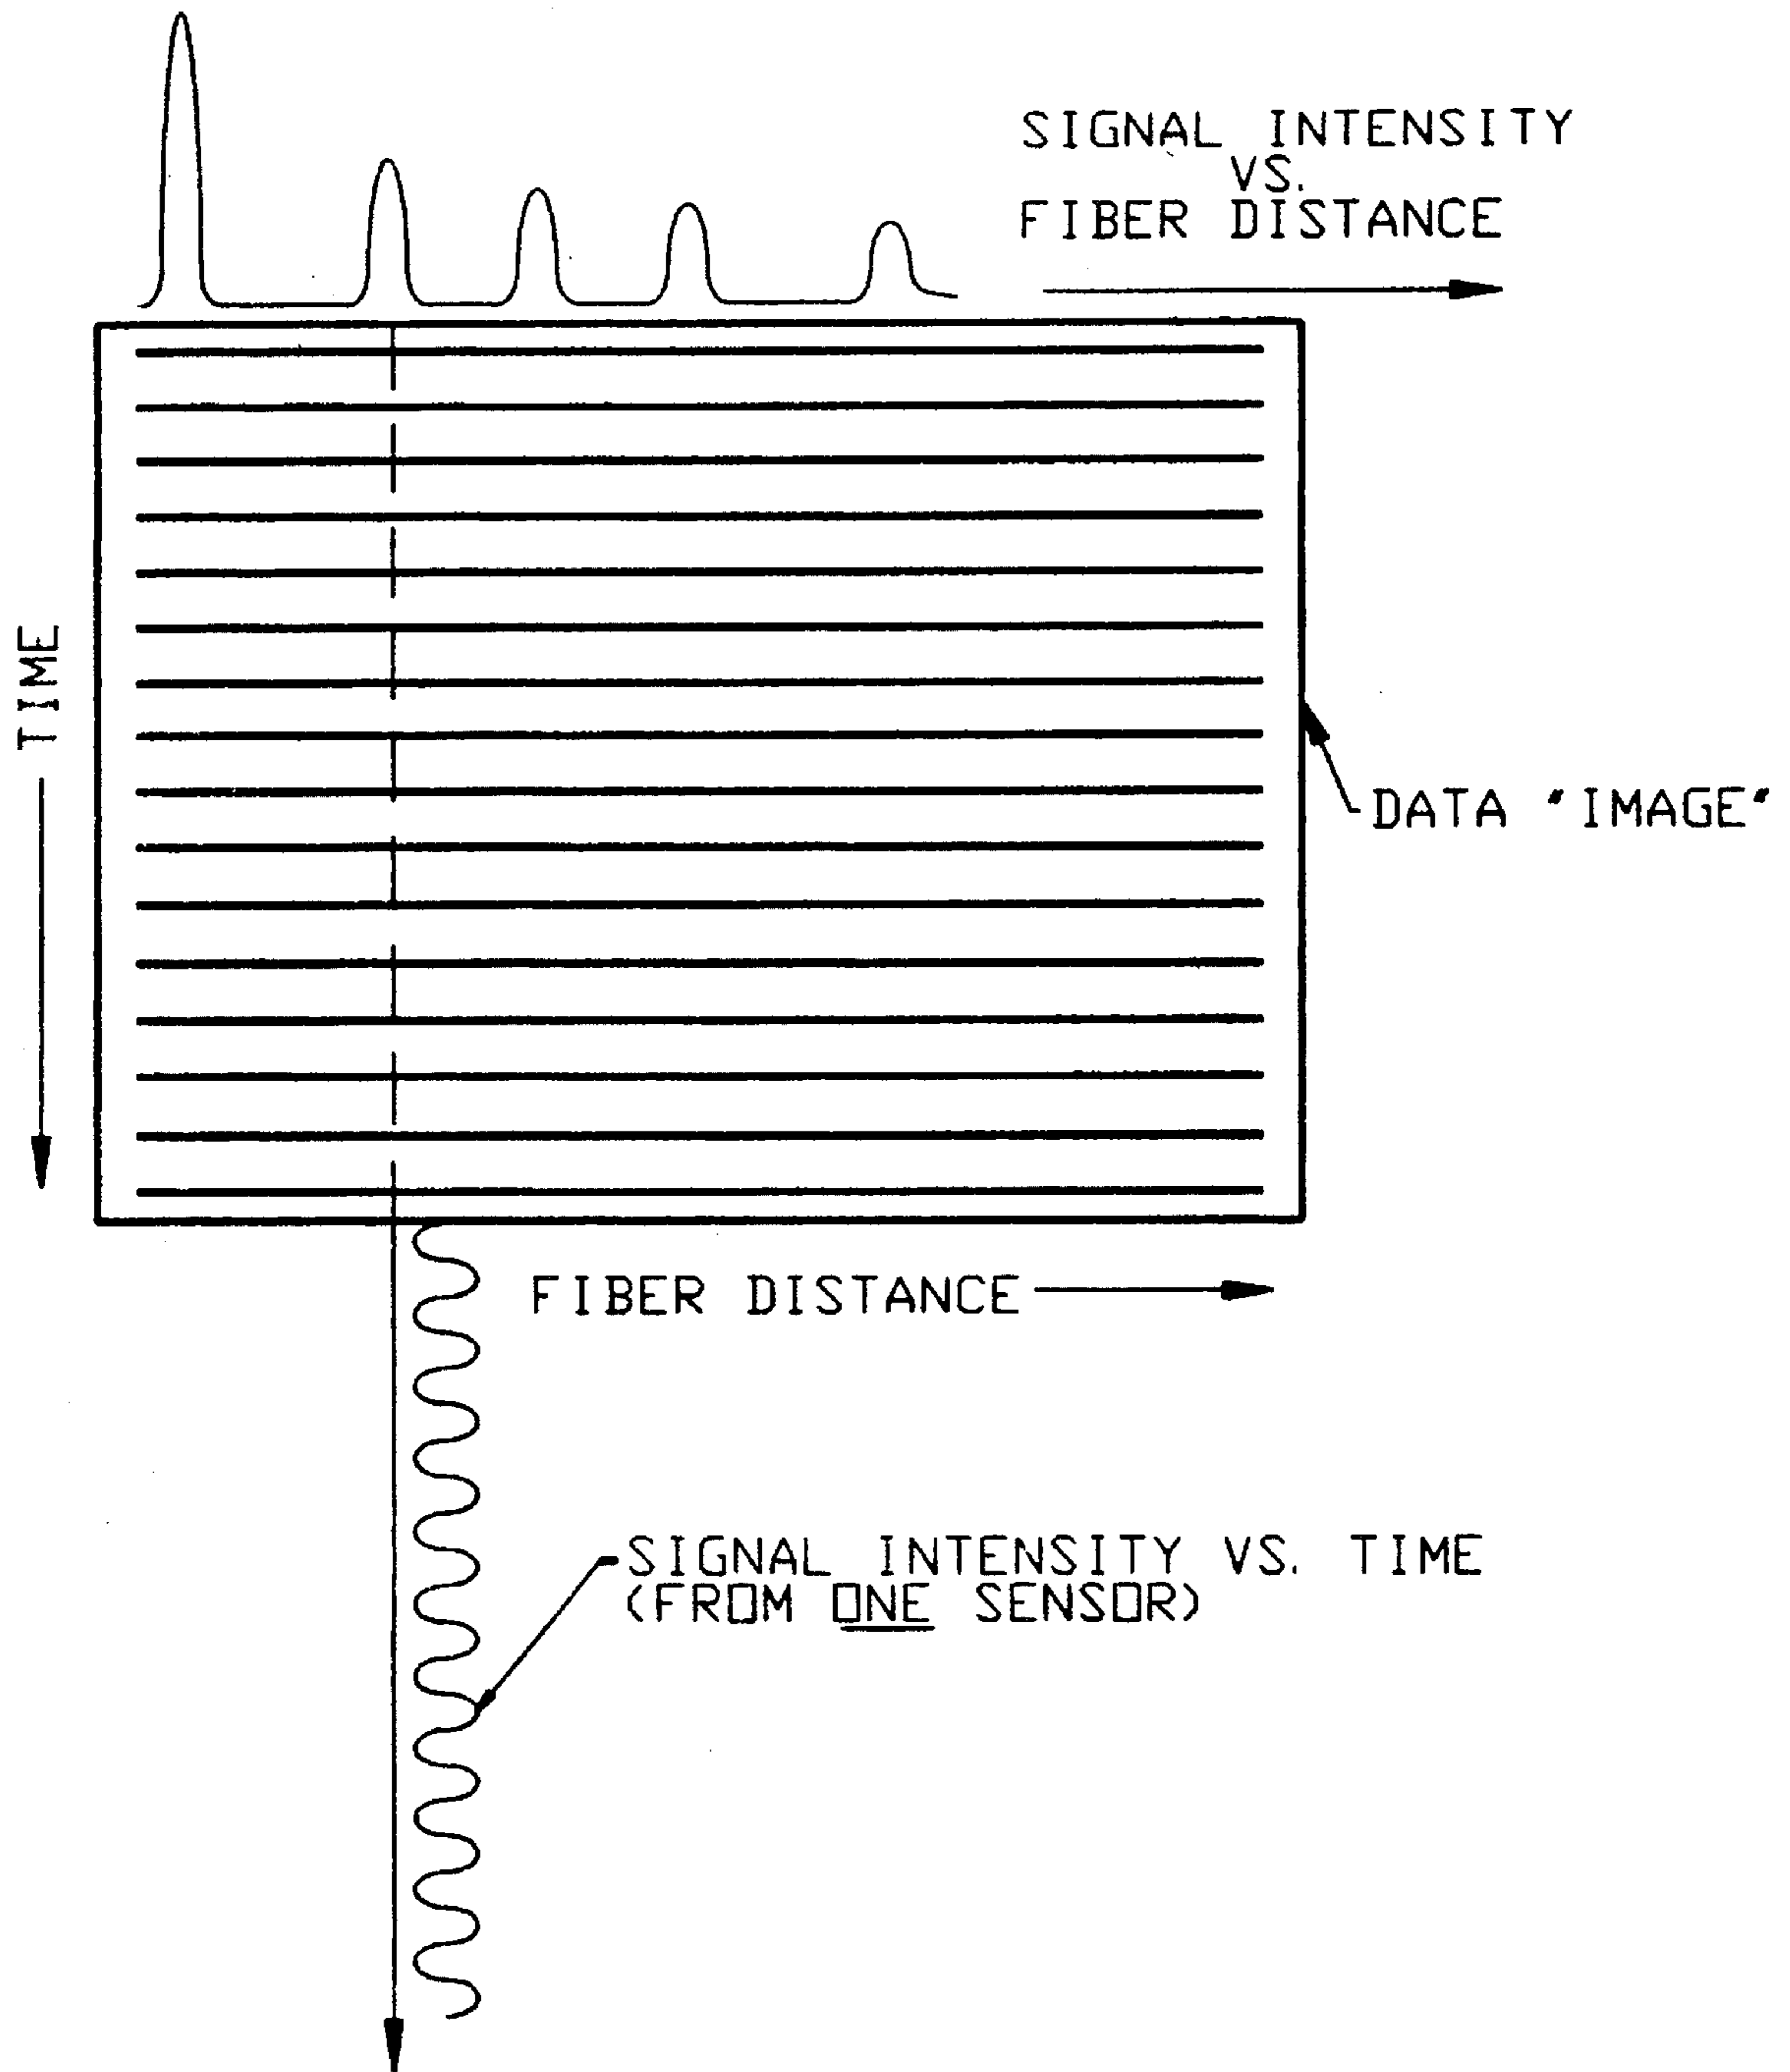 SIGNAL INTENSITY
VS.
FIBER DISTANCE
TIME
DATA "IMAGE"
FIBER DISTANCE
SIGNAL INTENSITY VS. TIME
(FROM ONE SENSOR)